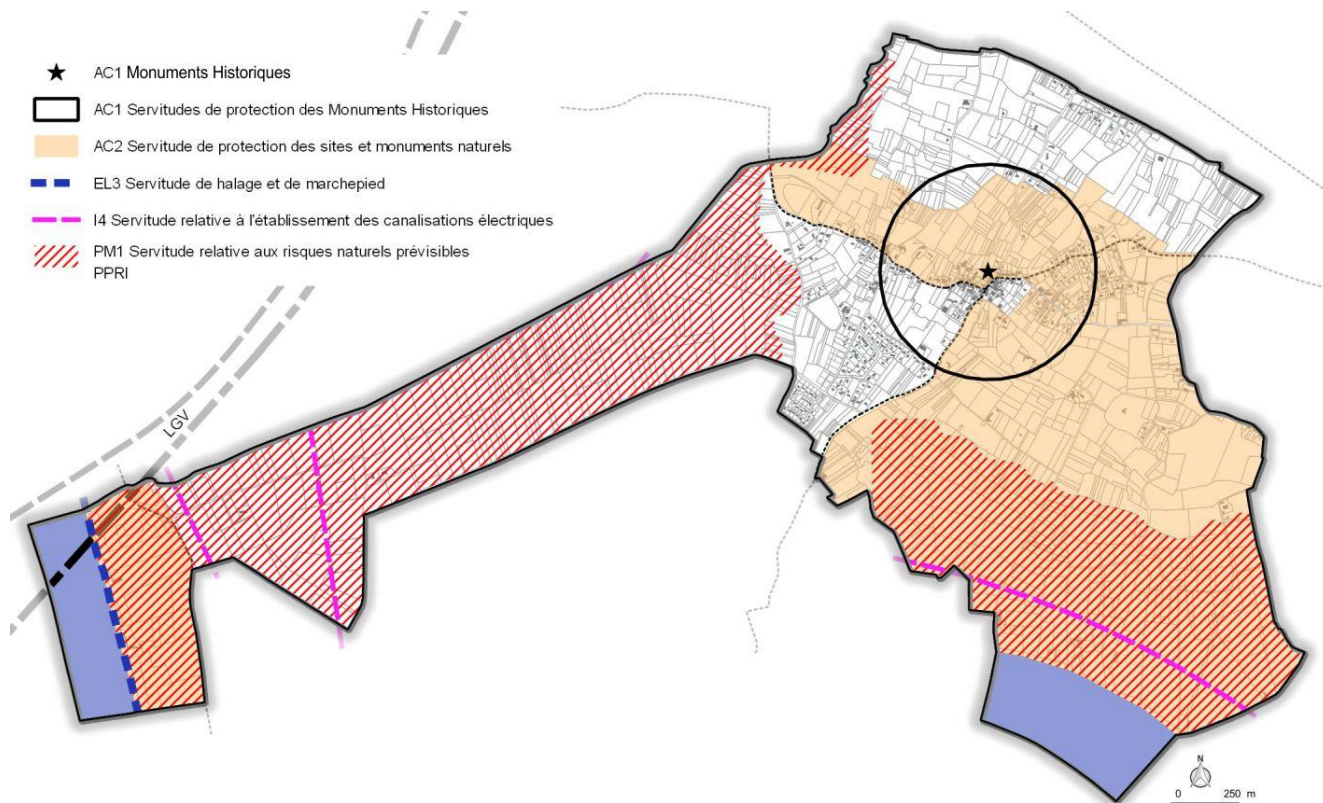 AC1 Monuments Historiques
AC1 Servitudes de protection des Monuments Historiques
AC2 Servitude de protection des sites et monuments naturels
EL3 Servitude de halage et de marchepied
I4 Servitude relative à l'établissement des canalisations électriques
PM1 Servitude relative aux risques naturels prévisibles
PPRI
LGV
N
0 250 m